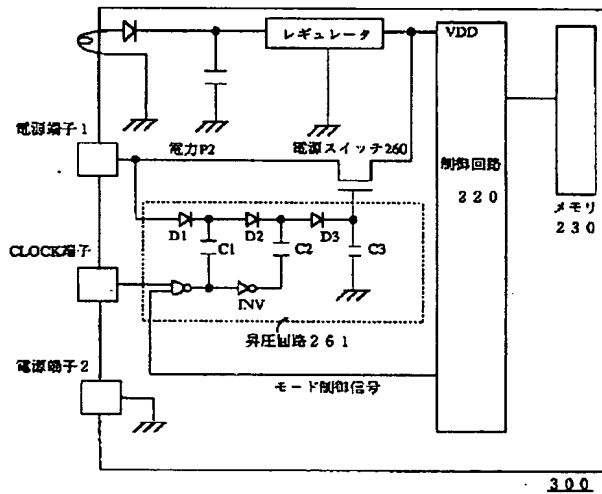 レギュレータ
VDD
電源端子1
電力P2
電源スイッチ260
制御回路
220
メモリ
230
D1
D2
D3
C1
C2
C3
CLOCK端子
INV
昇圧回路261
電源端子2
モード制御信号
300